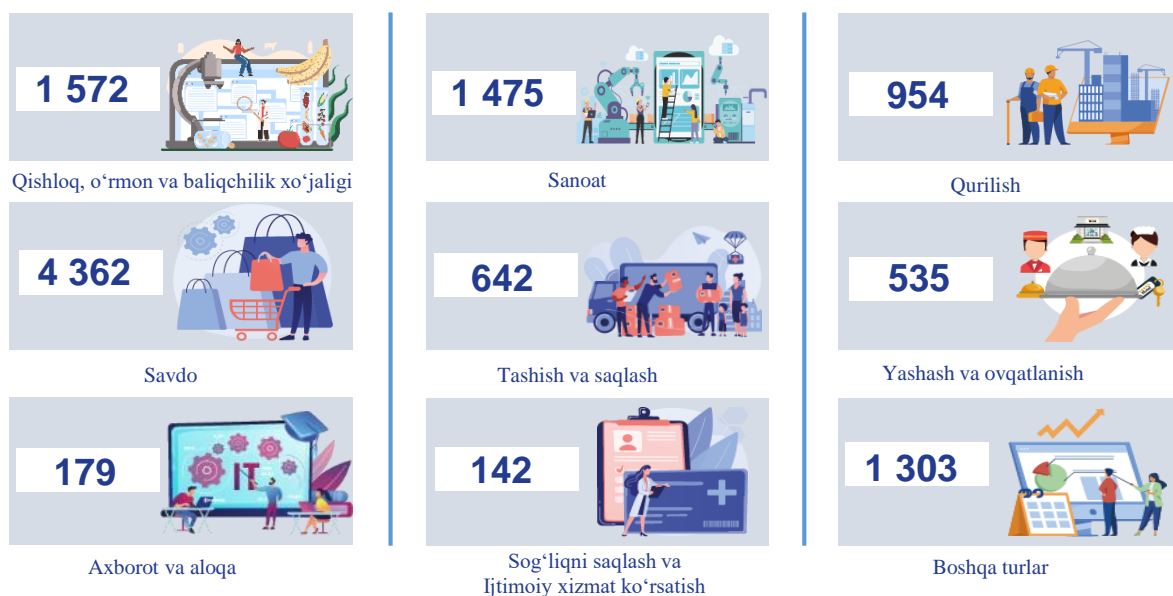 1 572
Qishloq, o‘rmon va baliqchilik xo‘jaligi
1 475
Sanoat
954
Qurilish
4 362
Savdo
642
Tashish va saqlash
535
Yashash va ovqatlanish
179
IT
Axborot va aloqa
142
Sog‘liqni saqlash va
Ijtimoiy xizmat ko‘rsatish
1 303
Boshqa turlar